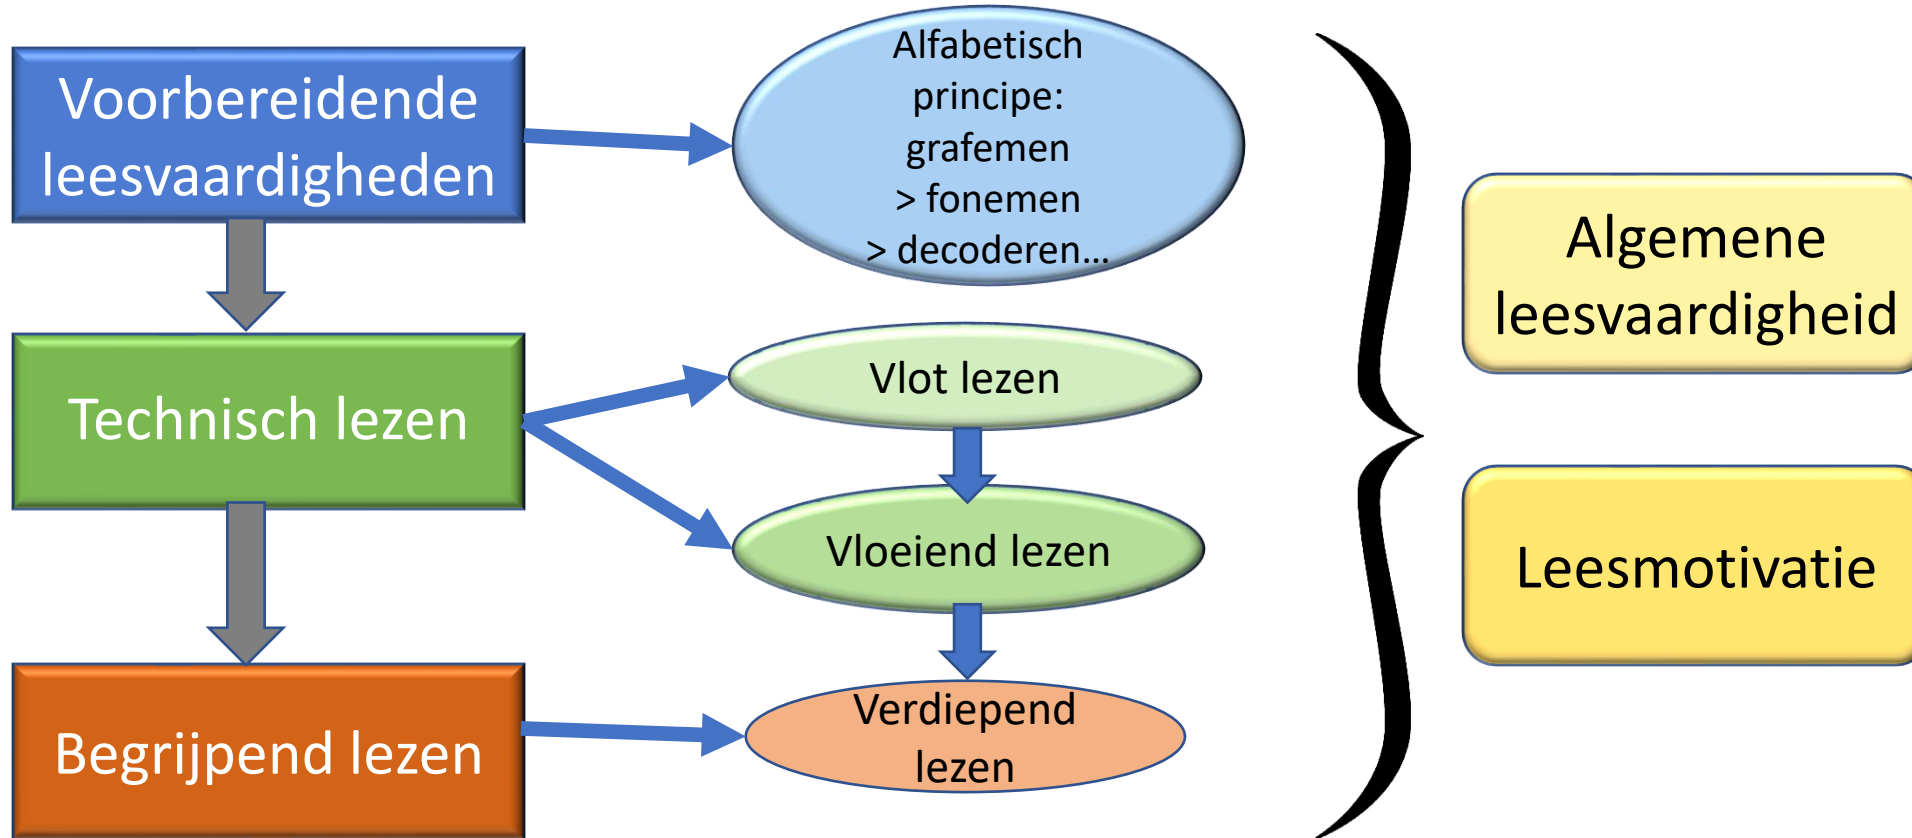 Voorbereidende
leesvaardigheden
Alfabetisch
principe:
grafemen
> fonemen
> decoderen...
Technisch lezen
Vlot lezen
Vloeiend lezen
Begrijpend lezen
Verdiepend
lezen
Algemene
leesvaardigheid
Leesmotivatie